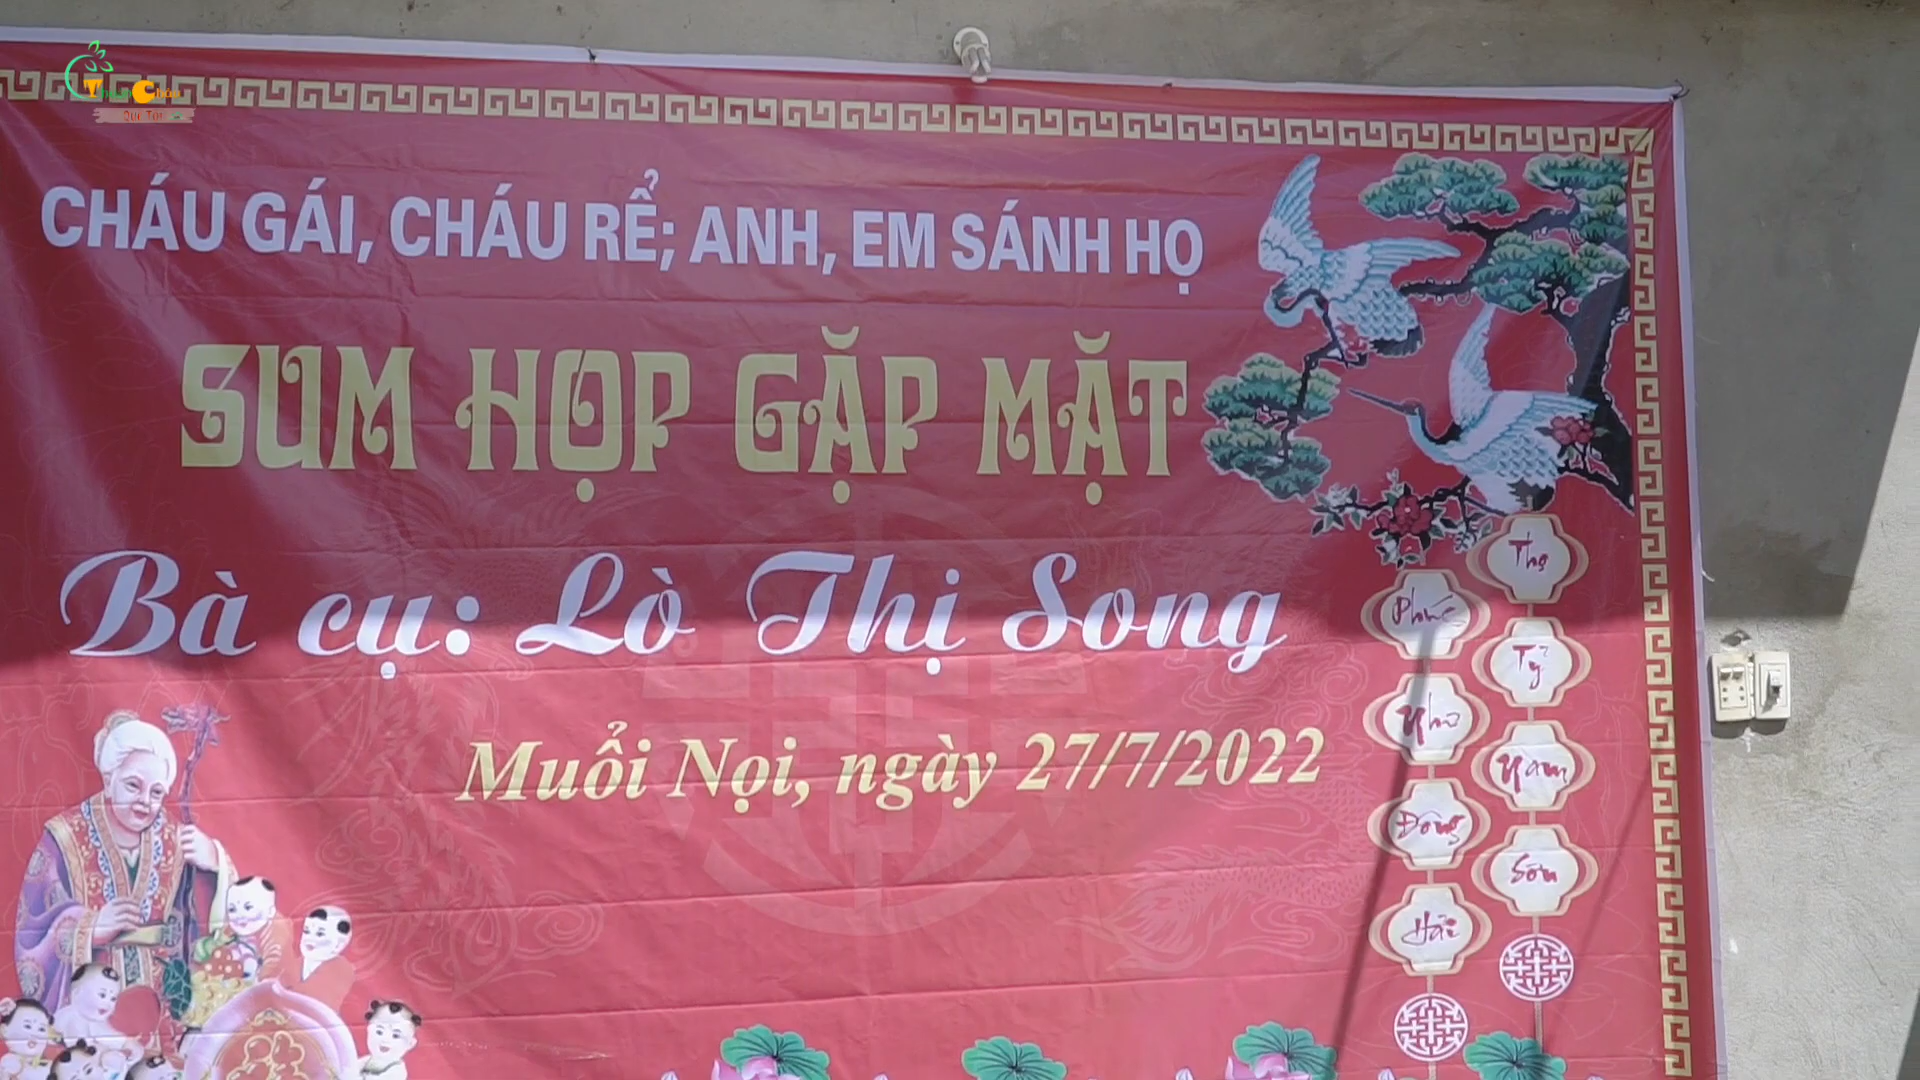 CHÁU GÁI, CHÁU RỂ; ANH, EM SÁNH HỌ
SUM HỌP GẶP MẶT
Bà cụ: Lò Thị Song
Muổi Nọi, ngày 27/7/2022
Phúc
Như
Đông
Hải
Thọ
Tỷ
Nam
Sơn